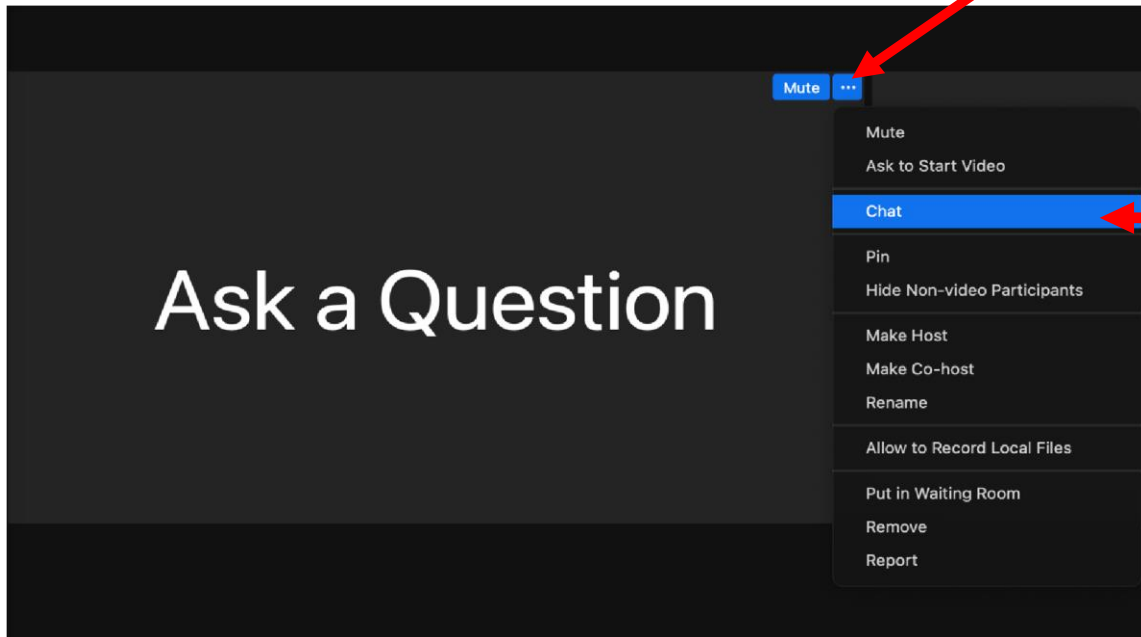 Mute ...
Mute
Ask to Start Video
Chat
Pin
Hide Non-video Participants
Ask a Question
Make Host
Make Co-host
Rename
Allow to Record Local Files
Put in Waiting Room
Remove
Report